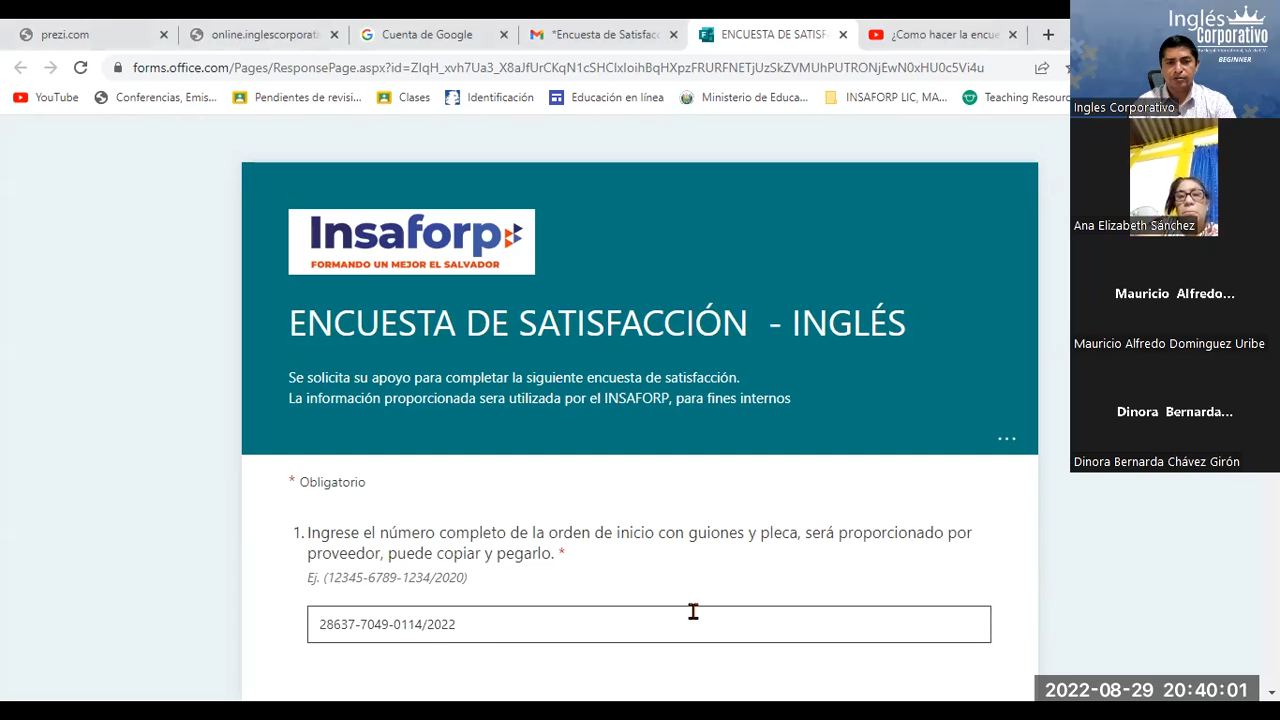 prezi.com
online.inglescorporati
Cuenta de Google
"Encuesta de Satisfacc
ENCUESTA DE SATISF
¿Como hacer la encue
forms.office.com/Pages/ResponsePage.aspx?id=
YouTube
Conferencias, Emis...
Pendientes de revisi...
Clases
Identificación
Educación en línea
Ministerio de Educa...
INSAFORP LIC, MA...
Teaching Resour
Inglés
Corporativo
BEGINNER
Ingles Corporativo
Ana Elizabeth Sánchez
Mauricio Alfredo...
Mauricio Alfredo Dominguez Uribe
Dinora Bernarda...
Dinora Bernarda Chávez Girón
Insaforp
FORMANDO UN MEJOR EL SALVADOR
ENCUESTA DE SATISFACCIÓN - INGLÉS
Se solicita su apoyo para completar la siguiente encuesta de satisfacción.
La información proporcionada sera utilizada por el INSAFORP, para fines internos
...
* Obligatorio
1. Ingrese el número completo de la orden de inicio con guiones y pleca, será proporcionado por
proveedor, puede copiar y pegarlo. *
Ej. (12345-6789-1234/2020)
28637-7049-0114/2022
2022-08-29 20:40:01